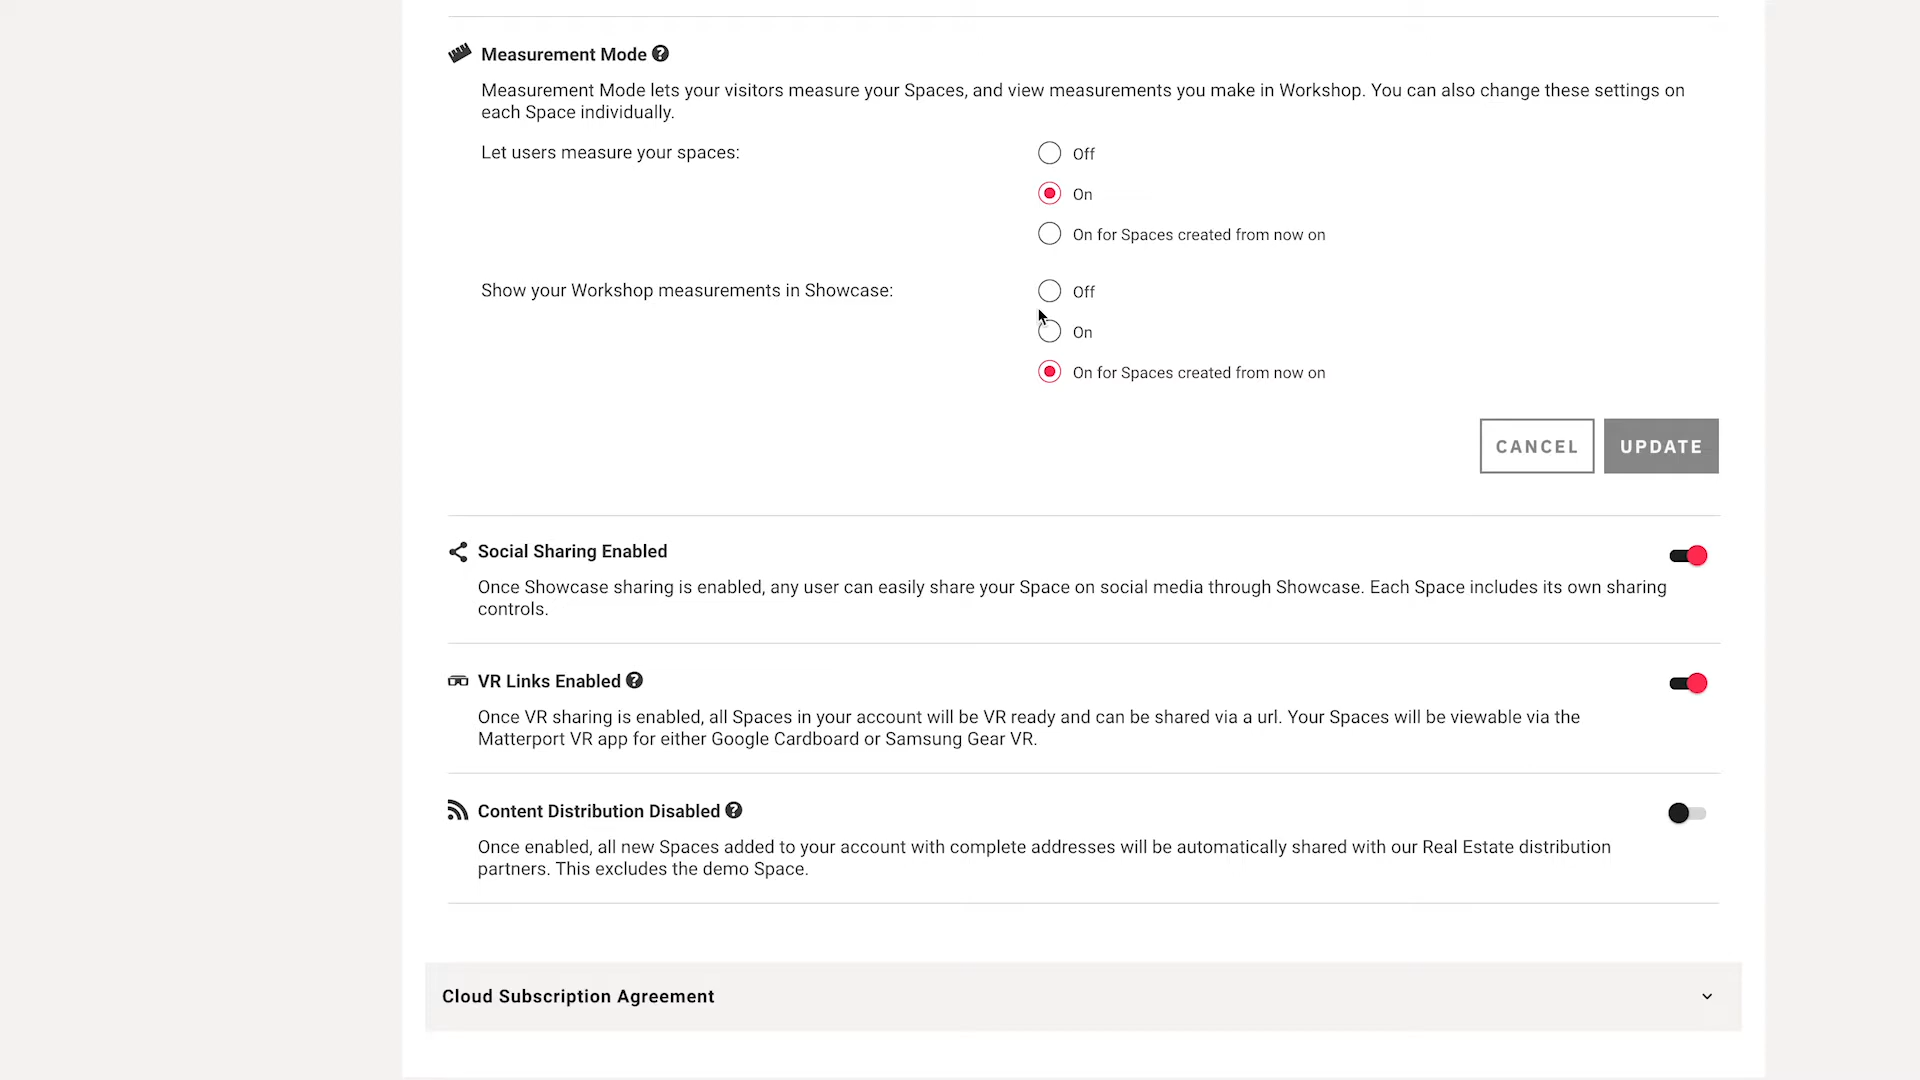 Measurement Mode
Measurement Mode lets your visitors measure your Spaces, and view measurements you make in Workshop. You can also change these settings on
each Space individually.
Let users measure your spaces:
Off
On
On for Spaces created from now on
Show your Workshop measurements in Showcase:
Off
On
On for Spaces created from now on
CANCEL UPDATE
Social Sharing Enabled
Once Showcase sharing is enabled, any user can easily share your Space on social media through Showcase. Each Space includes its own sharing
controls.
VR Links Enabled
Once VR sharing is enabled, all Spaces in your account will be VR ready and can be shared via a url. Your Spaces will be viewable via the
Matterport VR app for either Google Cardboard or Samsung Gear VR.
Content Distribution Disabled
Once enabled, all new Spaces added to your account with complete addresses will be automatically shared with our Real Estate distribution
partners. This excludes the demo Space.
Cloud Subscription Agreement